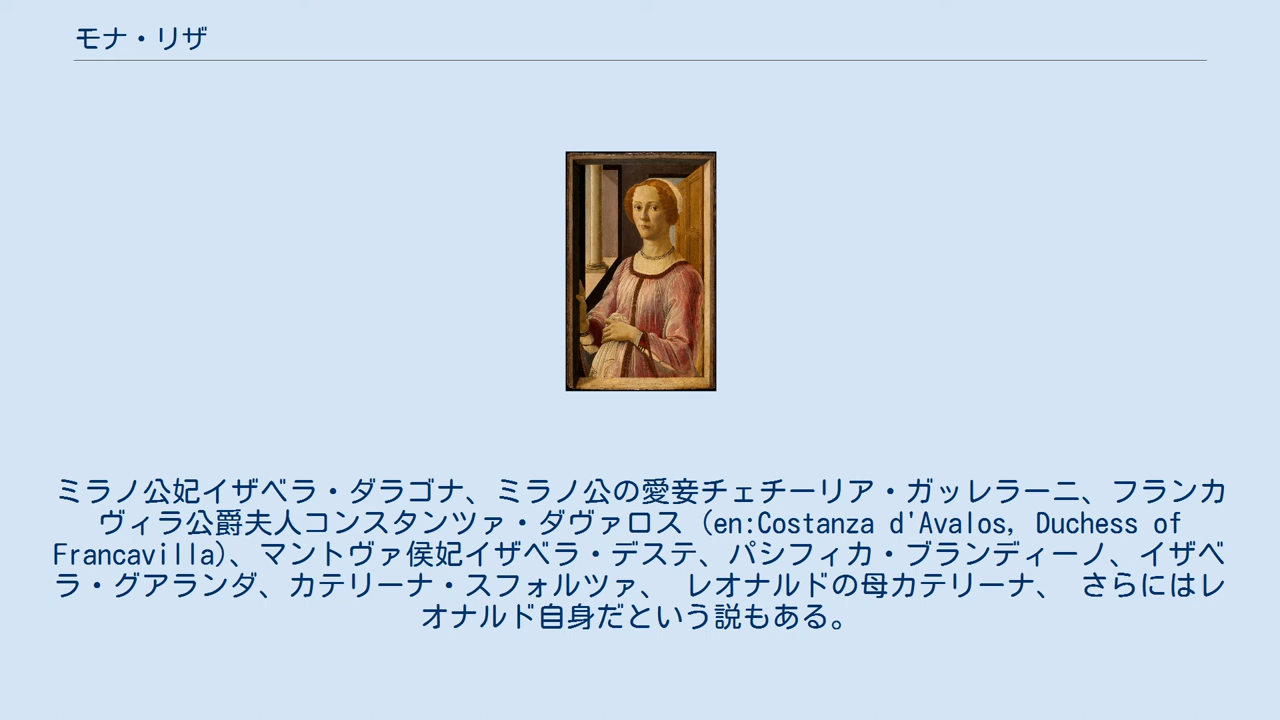 モナ・リザ
ミラノ公妃イザベラ・ダラゴナ、ミラノ公の愛妾チェチーリア・ガッレラーニ、フランカ
ヴィラ公爵夫人コンスタンツァ・ダヴァロス（en:Costanza d'Avalos, Duchess of
Francavilla)、マントヴァ侯妃イザベラ・デステ、パシフィカ・ブランディーノ、イザベ
ラ・グアランダ、カテリーナ・スフォルツァ、 レオナルドの母カテリーナ、 さらにはレ
オナルド自身だという説もある。